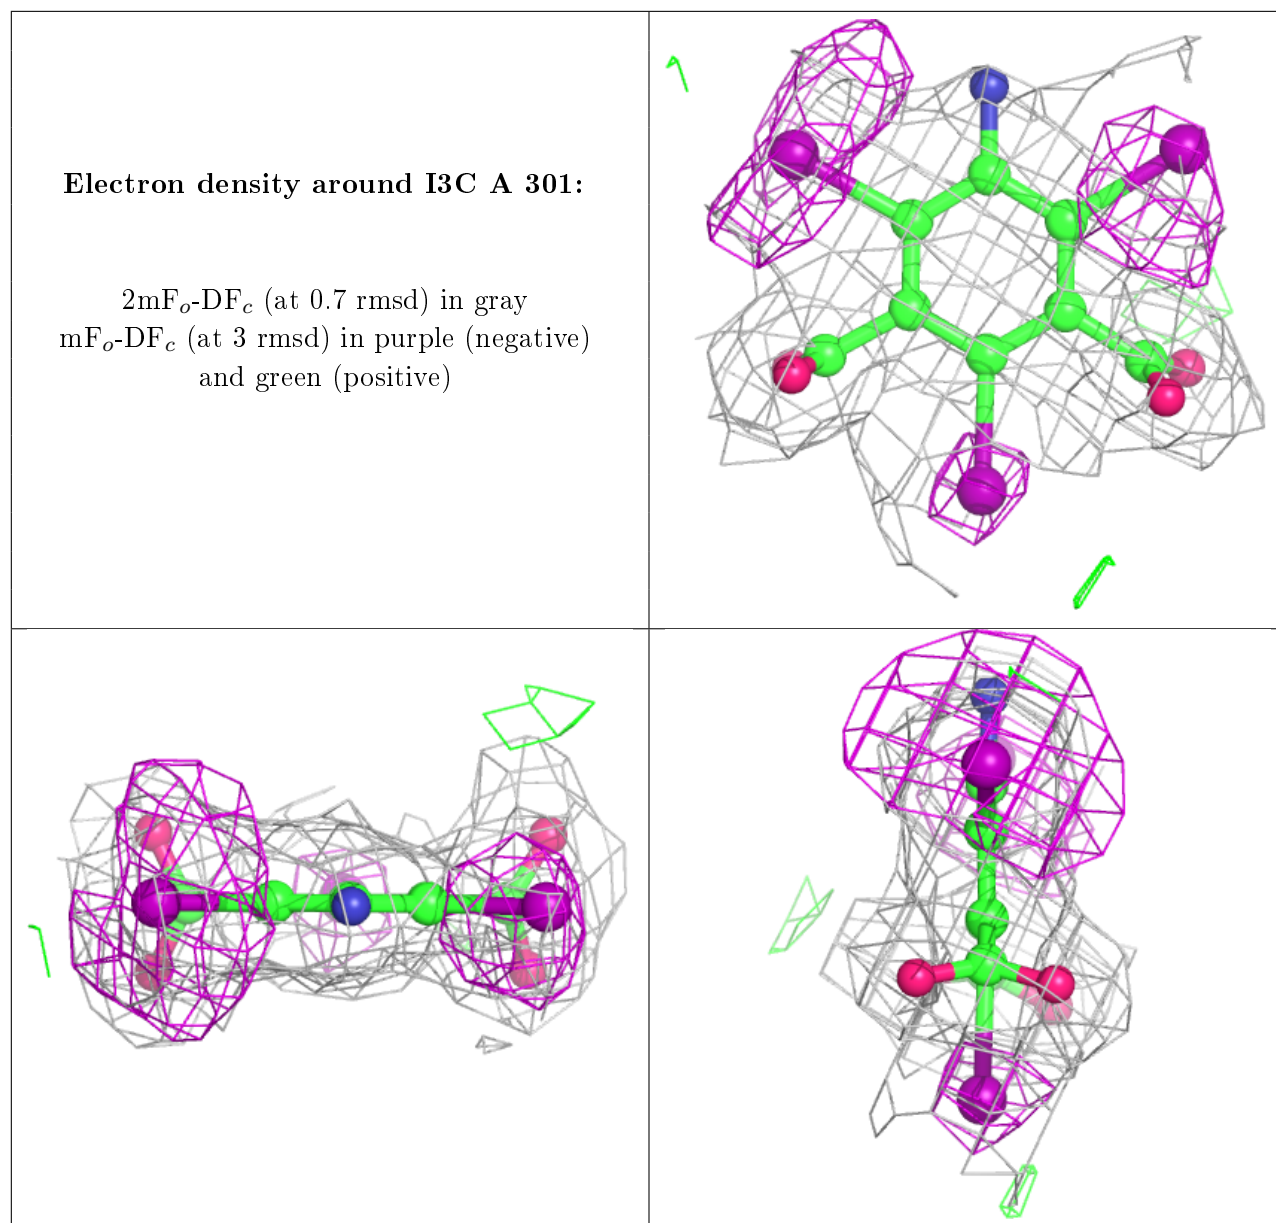 Electron density around I3C A 301:
2mFₒ-DF𝒸 (at 0.7 rmsd) in gray
mFₒ-DF𝒸 (at 3 rmsd) in purple (negative)
and green (positive)